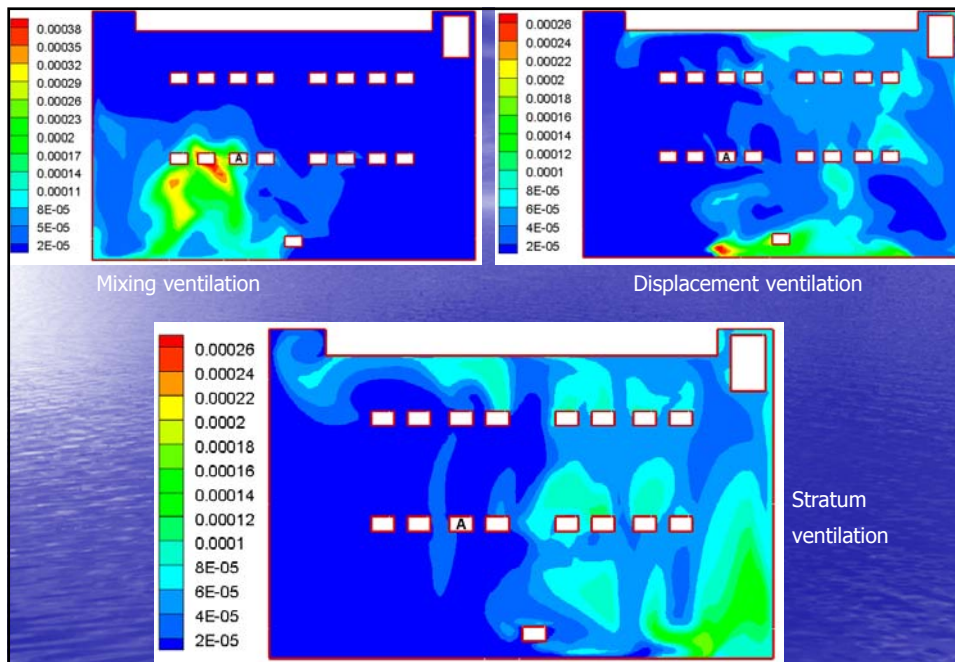 0.00038
0.00035
0.00032
0.00029
0.00026
0.00023
0.0002
0.00017
0.00014
0.00011
8E-05
5E-05
2E-05
A
0.00026
0.00024
0.00022
0.0002
0.00018
0.00016
0.00014
0.00012
0.0001
8E-05
6E-05
4E-05
2E-05
A
Mixing ventilation
Displacement ventilation
0.00026
0.00024
0.00022
0.0002
0.00018
0.00016
0.00014
0.00012
0.0001
8E-05
6E-05
4E-05
2E-05
A
Stratum
ventilation